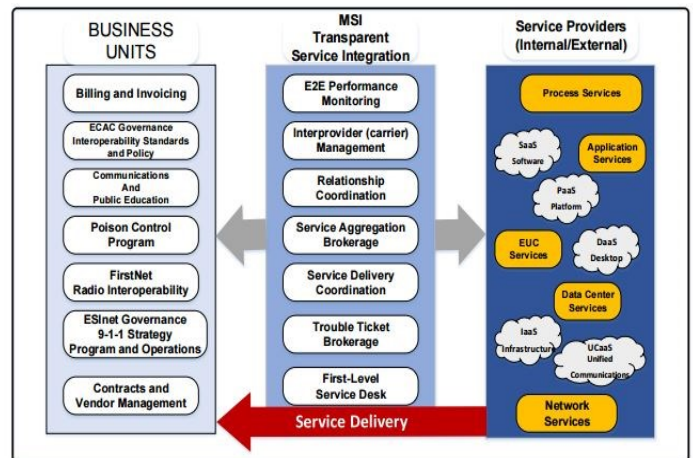 BUSINESS
UNITS
Billing and Invoicing
ECAC Governance
Interoperability Standards
and Policy
Communications
And
Public Education
Poison Control
Program
FirstNet
Radio Interoperability
ESInet Governance
9-1-1 Strategy
Program and Operations
Contracts and
Vendor Management
MSI
Transparent
Service Integration
E2E Performance
Monitoring
Interprovider (carrier)
Management
Relationship
Coordination
Service Aggregation
Brokerage
Service Delivery
Coordination
Trouble Ticket
Brokerage
First-Level
Service Desk
Service Providers
(Internal/External)
Process Services
SaaS
Software
Application
Services
PaaS
Platform
EUC
Services
DaaS
Desktop
Data Center
Services
IaaS
Infrastructure
UCaaS
Unified
Communications
Network
Services
Service Delivery